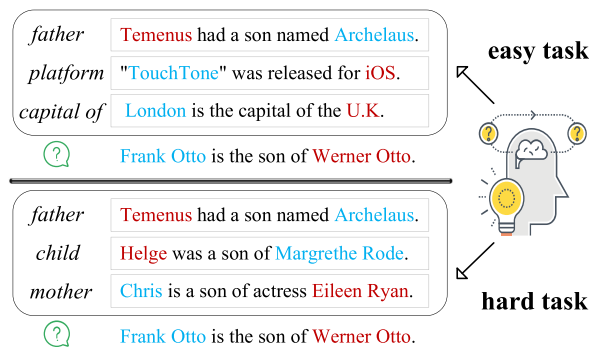 father Temenus had a son named Archelaus.
platform "TouchTone" was released for iOS.
capital of London is the capital of the U.K.
? Frank Otto is the son of Werner Otto.
easy task
? ?
father Temenus had a son named Archelaus.
child Helge was a son of Margrethe Rode.
mother Chris is a son of actress Eileen Ryan.
? Frank Otto is the son of Werner Otto.
hard task